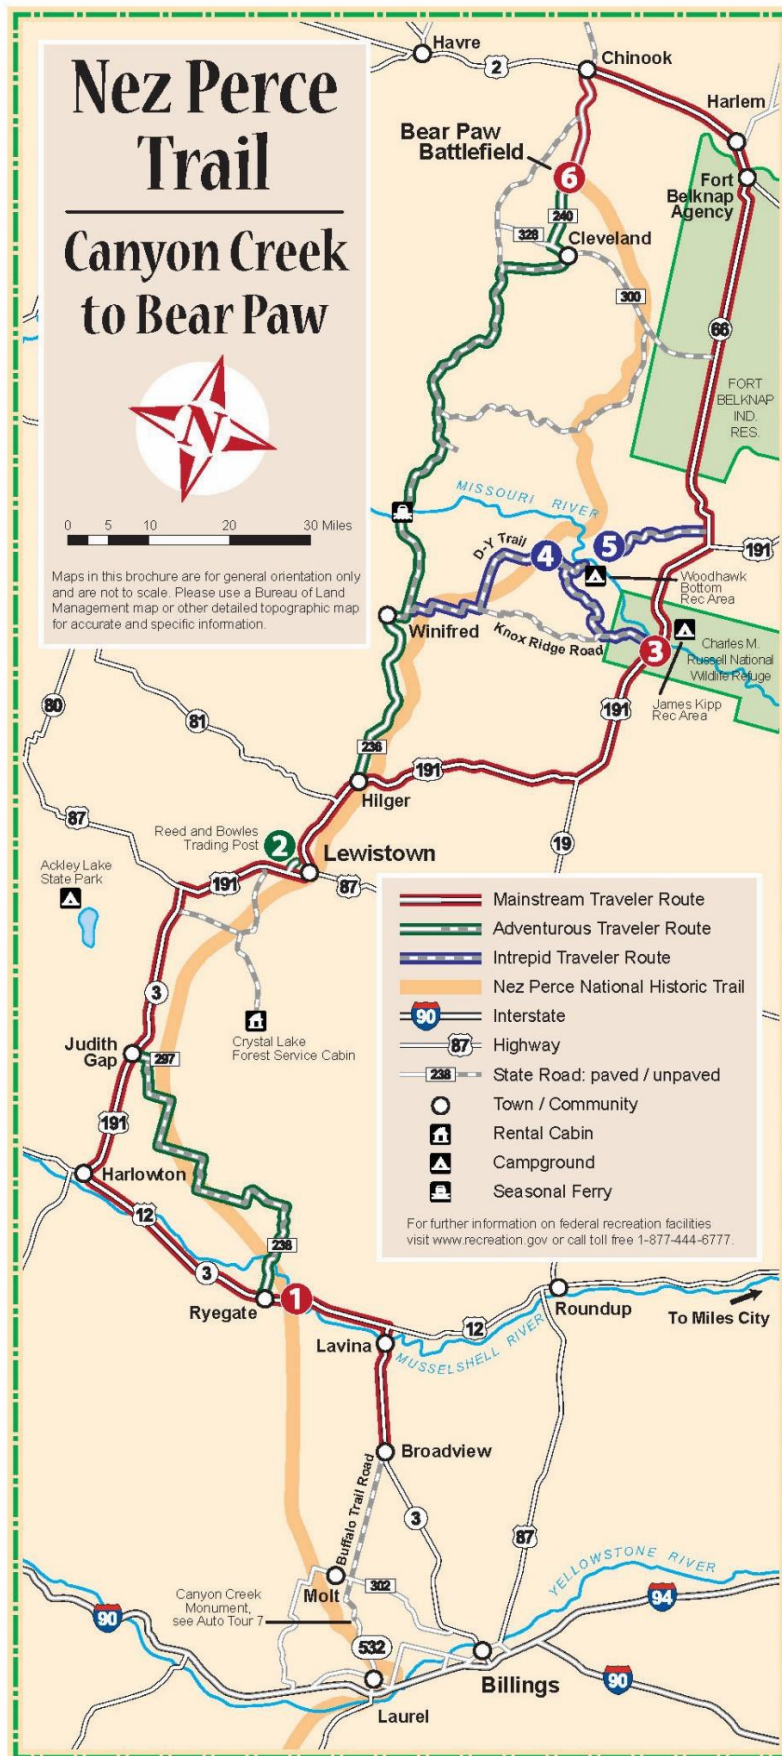 Nez Perce
Trail
Canyon Creek
to Bear Paw
N
0 5 10 20 30 Miles
Maps in this brochure are for general orientation only
and are not to scale. Please use a Bureau of Land
Management map or other detailed topographic map
for accurate and specific information.
Havre
2
Chinook
Harlem
Bear Paw
Battlefield
6
Fort
Belknap
Agency
240
328
Cleveland
300
66
FORT
BELKNAP
IND.
RES.
MISSOURI RIVER
D-Y Trail
4
5
191
Woodhawk
Bottom
Rec Area
Winifred
Knox Ridge Road
3
Charles M.
Russell National
Wildlife Refuge
James Kipp
Rec Area
191
80
81
236
191
Hilger
87
19
Reed and Bowles
Trading Post
2
Lewistown
87
191
Ackley Lake
State Park
3
Crystal Lake
Forest Service Cabin
Judith
Gap
297
191
Harlowton
12
3
238
Ryegate
1
Lavina
12
MUSSELSHELL RIVER
Roundup
To Miles City
Mainstream Traveler Route
Adventurous Traveler Route
Intrepid Traveler Route
Nez Perce National Historic Trail
90 Interstate
87 Highway
238 State Road: paved / unpaved
Town / Community
Rental Cabin
Campground
Seasonal Ferry
For further information on federal recreation facilities
visit www.recreation.gov or call toll free 1-877-444-6777.
Broadview
Buffalo Trail Road
3
87
Molt
302
YELLOWSTONE RIVER
Canyon Creek
Monument,
see Auto Tour 7
90
94
532
Billings
90
Laurel